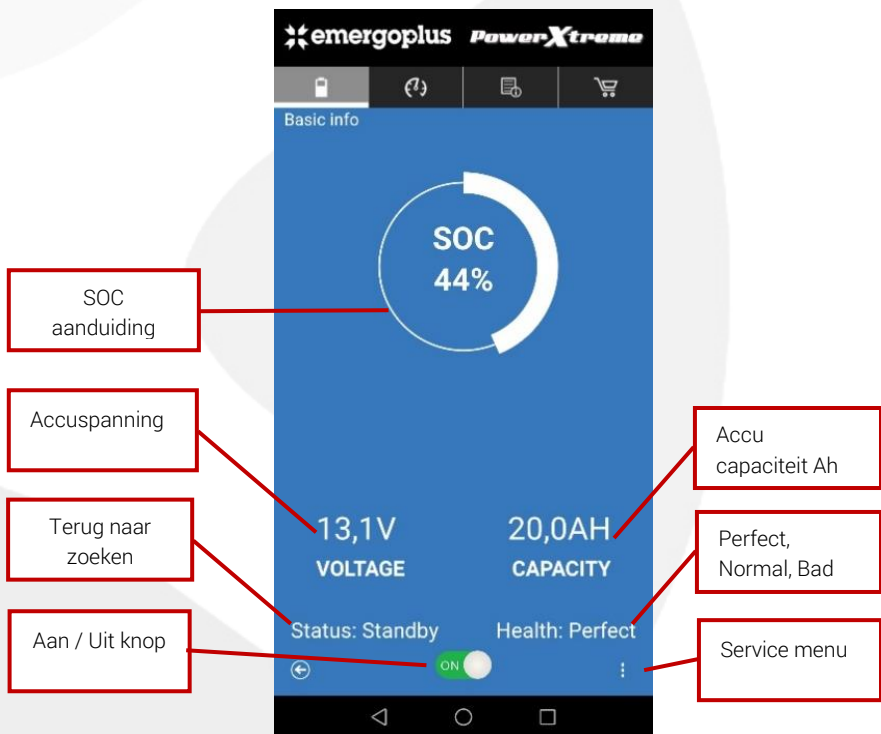 emergoplus PowerXtreme
Basic info
SOC
44%
SOC
aanduiding
Accuspanning
Accu
capaciteit Ah
13,1V
20,0AH
VOLTAGE
CAPACITY
Terug naar
zoeken
Perfect,
Normal, Bad
Status: Standby
Health: Perfect
Aan / Uit knop
ON
Service menu